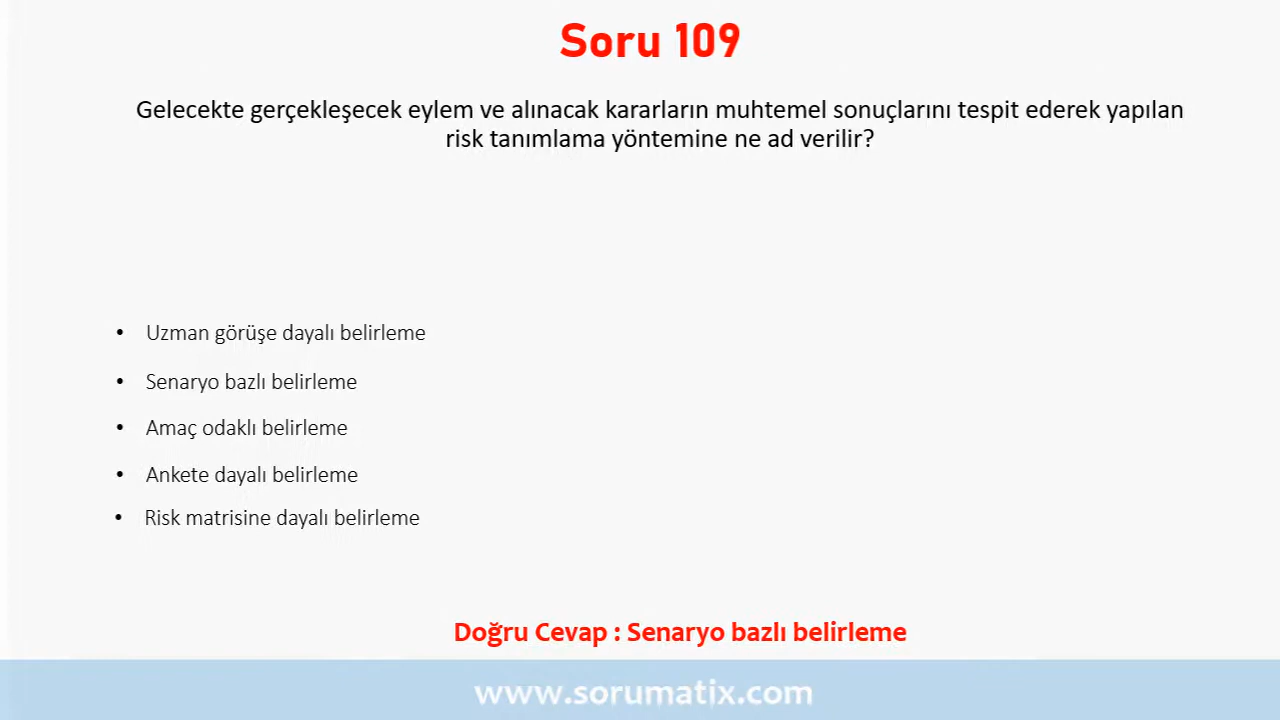 Soru 109
Gelecekte gerçekleşecek eylem ve alınacak kararların muhtemel sonuçlarını tespit ederek yapılan
risk tanımlama yöntemine ne ad verilir?
• Uzman görüşe dayalı belirleme
• Senaryo bazlı belirleme
• Amaç odaklı belirleme
• Ankete dayalı belirleme
• Risk matrisine dayalı belirleme
Doğru Cevap : Senaryo bazlı belirleme
www.sorumatix.com